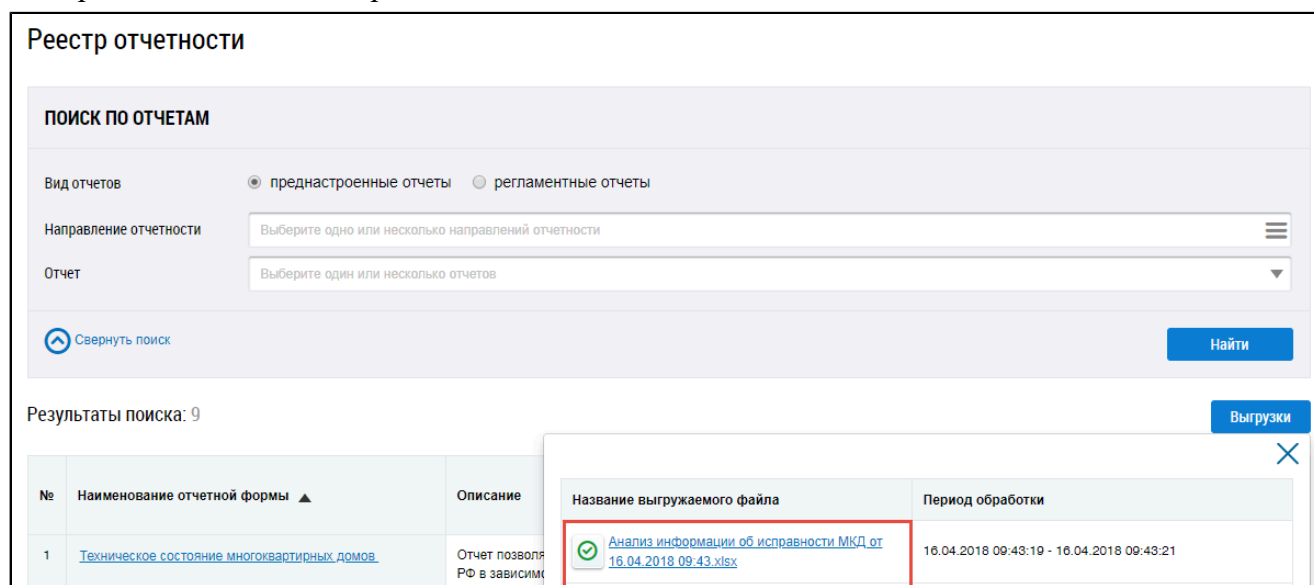 Реестр отчетности
ПОИСК ПО ОТЧЕТАМ
Вид отчетов преднастроенные отчеты регламентные отчеты
Направление отчетности Выберите одно или несколько направлений отчетности
Отчет Выберите один или несколько отчетов
Свернуть поиск Найти
Результаты поиска: 9 Выгрузки
№ Наименование отчетной формы Описание
1 Техническое состояние многоквартирных домов Отчет позволя
РФ в зависимо
Название выгружаемого файла Период обработки
Анализ информации об исправности МКД от 16.04.2018 09:43:19 - 16.04.2018 09:43:21
16.04.2018 09:43.xlsx